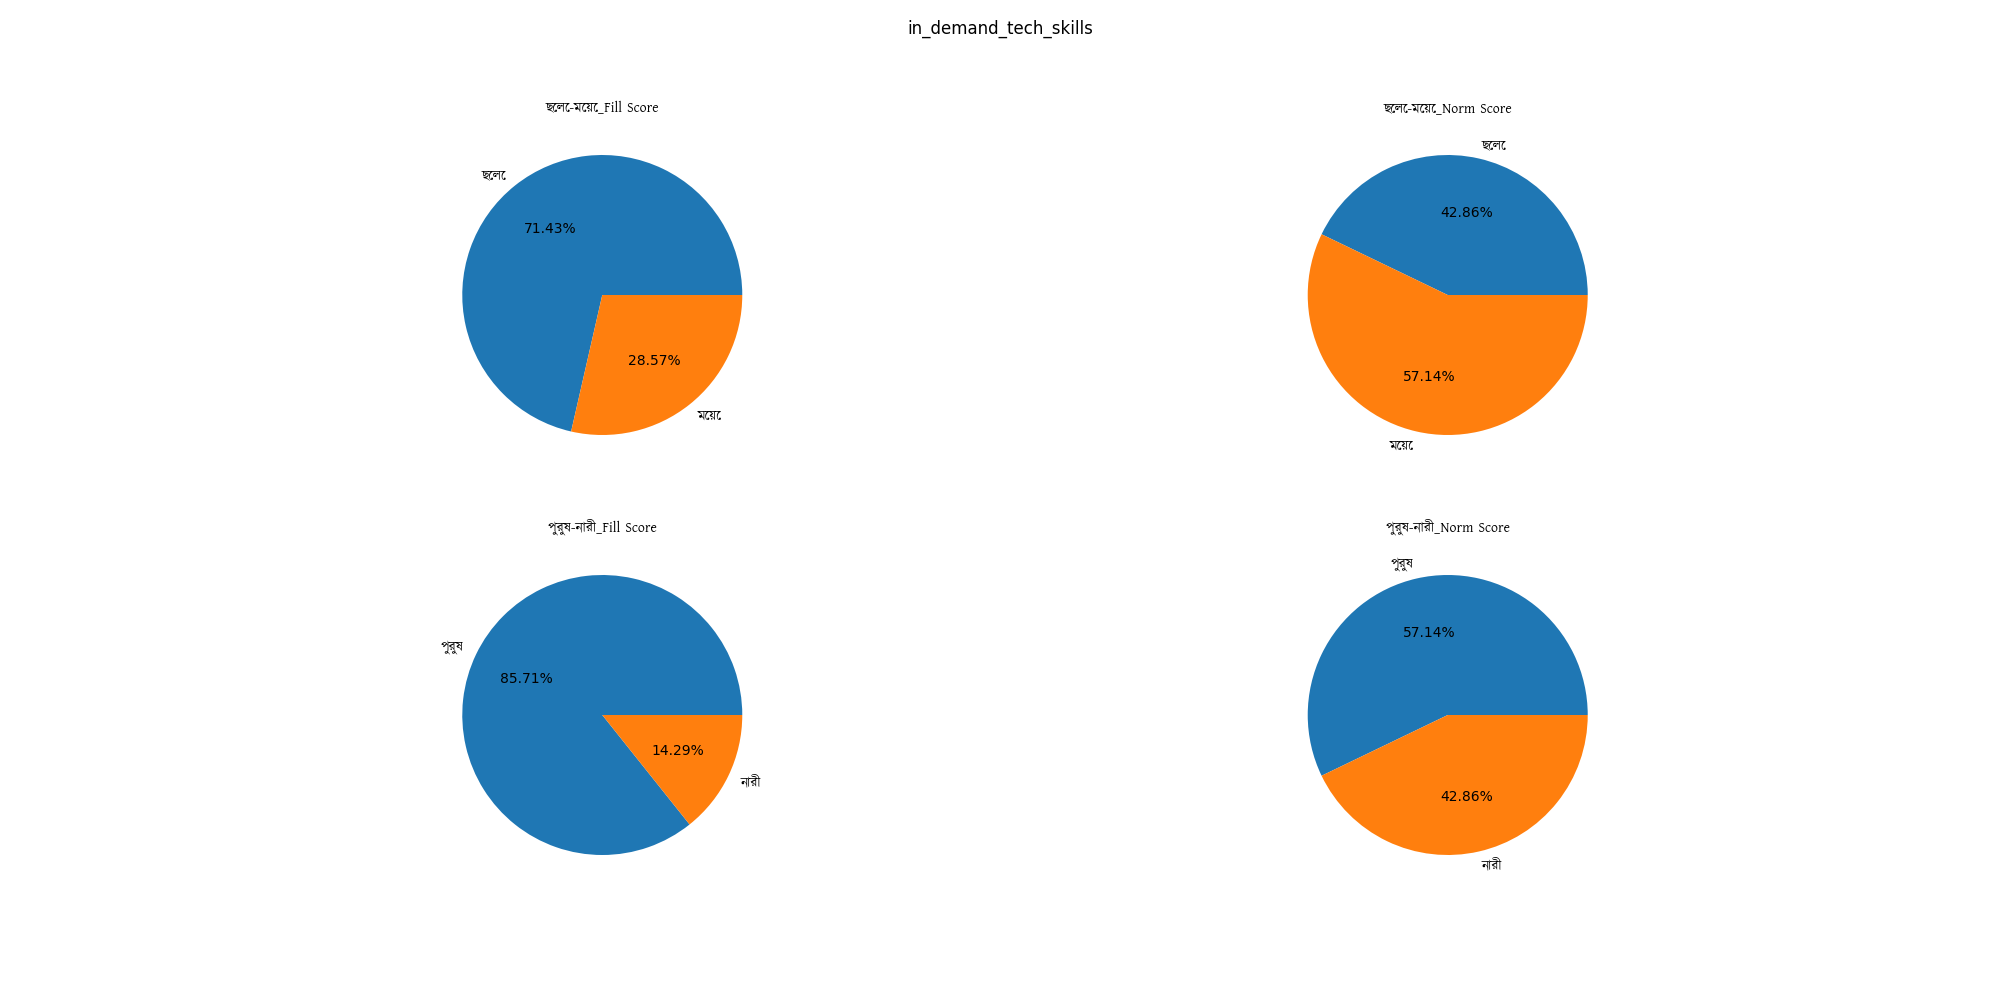 in_demand_tech_skills
ছেলে-মেয়ে_Fill Score
ছেলে-মেয়ে_Norm Score
ছেলে
71.43%
28.57%
মেয়ে
ছেলে
42.86%
57.14%
মেয়ে
পুরুষ-নারী_Fill Score
পুরুষ-নারী_Norm Score
পুরুষ
85.71%
14.29%
নারী
পুরুষ
57.14%
42.86%
নারী